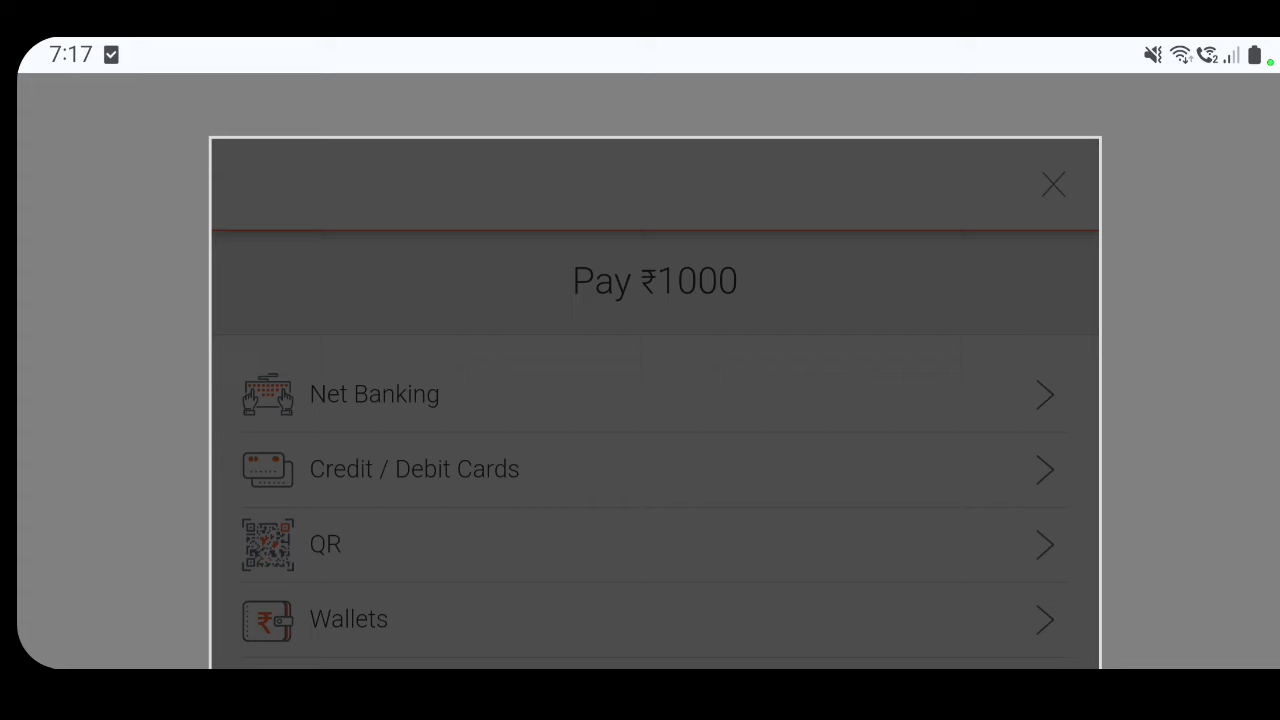 7:17
Pay ₹1000
Net Banking
Credit / Debit Cards
QR
Wallets